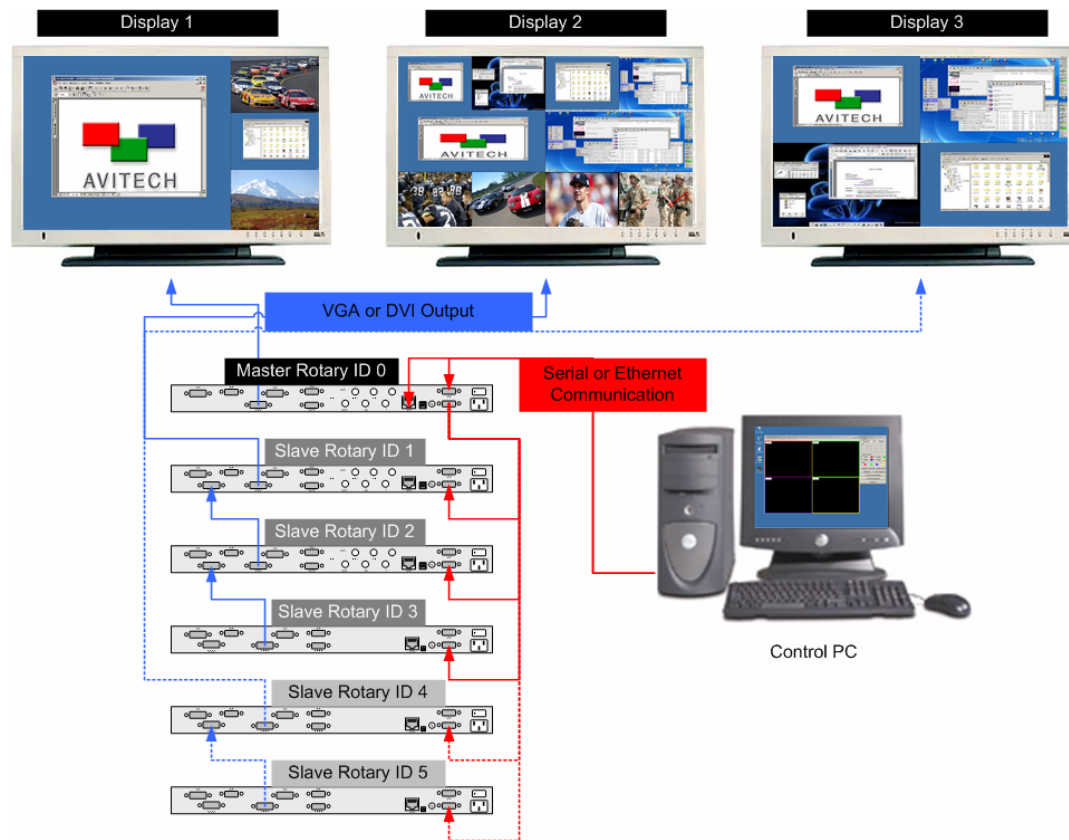 Display 1
Display 2
Display 3
AVITECH
AVITECH
AVITECH
AVITECH
VGA or DVI Output
Master Rotary ID 0
Serial or Ethernet
Communication
Slave Rotary ID 1
Slave Rotary ID 2
Slave Rotary ID 3
Control PC
Slave Rotary ID 4
Slave Rotary ID 5